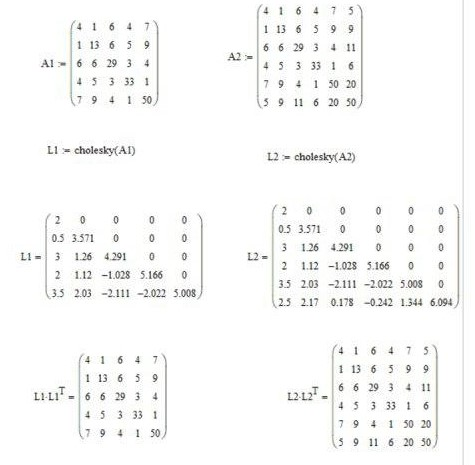 A1 := ( 4 1 6 4 7
1 13 6 5 9
6 6 29 3 4
4 5 3 33 1
7 9 4 1 50 )
A2 := ( 4 1 6 4 7 5
1 13 6 5 9 9
6 6 29 3 4 11
4 5 3 33 1 6
7 9 4 1 50 20
5 9 11 6 20 50 )
L1 := cholesky(A1)
L2 := cholesky(A2)
L1 = ( 2 0 0 0 0
0.5 3.571 0 0 0
3 1.26 4.291 0 0
2 1.12 −1.028 5.166 0
3.5 2.03 −2.111 −2.022 5.008 )
L2 = ( 2 0 0 0 0 0
0.5 3.571 0 0 0 0
3 1.26 4.291 0 0 0
2 1.12 −1.028 5.166 0 0
3.5 2.03 −2.111 −2.022 5.008 0
2.5 2.17 0.178 −0.242 1.344 6.094 )
L1·L1ᵀ = ( 4 1 6 4 7
1 13 6 5 9
6 6 29 3 4
4 5 3 33 1
7 9 4 1 50 )
L2·L2ᵀ = ( 4 1 6 4 7 5
1 13 6 5 9 9
6 6 29 3 4 11
4 5 3 33 1 6
7 9 4 1 50 20
5 9 11 6 20 50 )